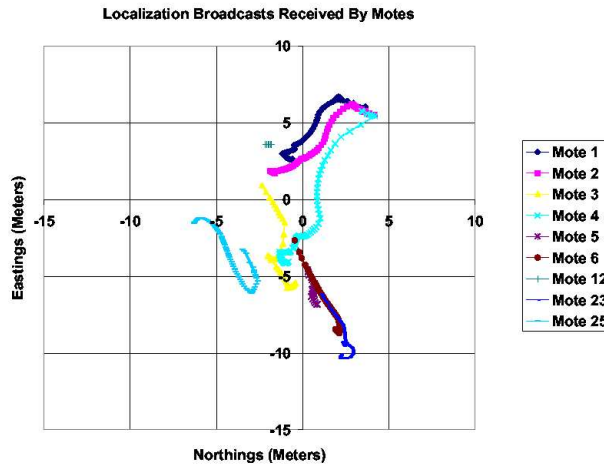 Localization Broadcasts Received By Motes
10
5
0
-15 -10 -5 0 5 10
-5
-10
-15
Eastings (Meters)
Northings (Meters)
Mote 1
Mote 2
Mote 3
Mote 4
Mote 5
Mote 6
Mote 12
Mote 23
Mote 25